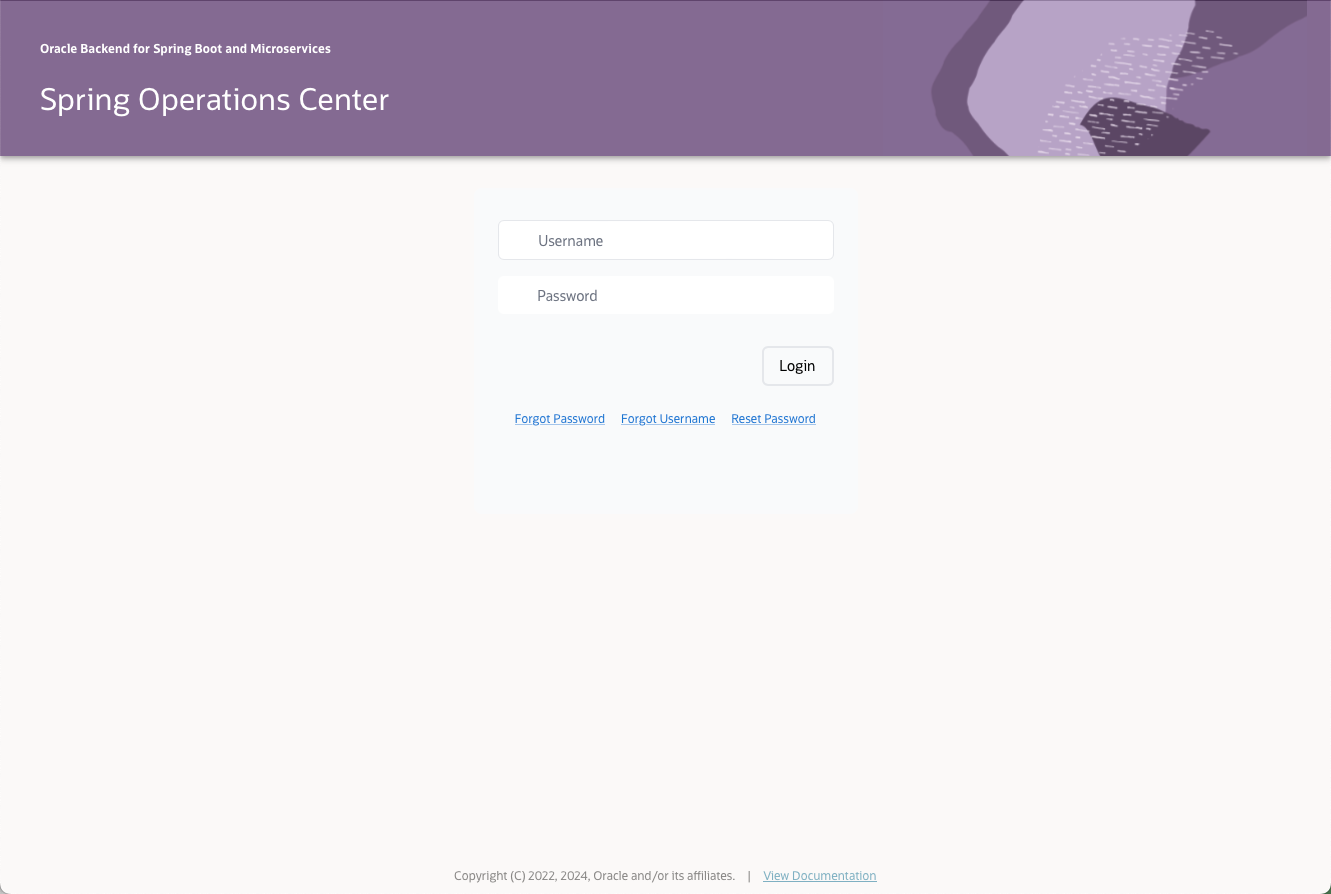 Oracle Backend for Spring Boot and Microservices
Spring Operations Center
Username
Password
Login
Forgot Password Forgot Username Reset Password
Copyright (C) 2022, 2024, Oracle and/or its affiliates. | View Documentation